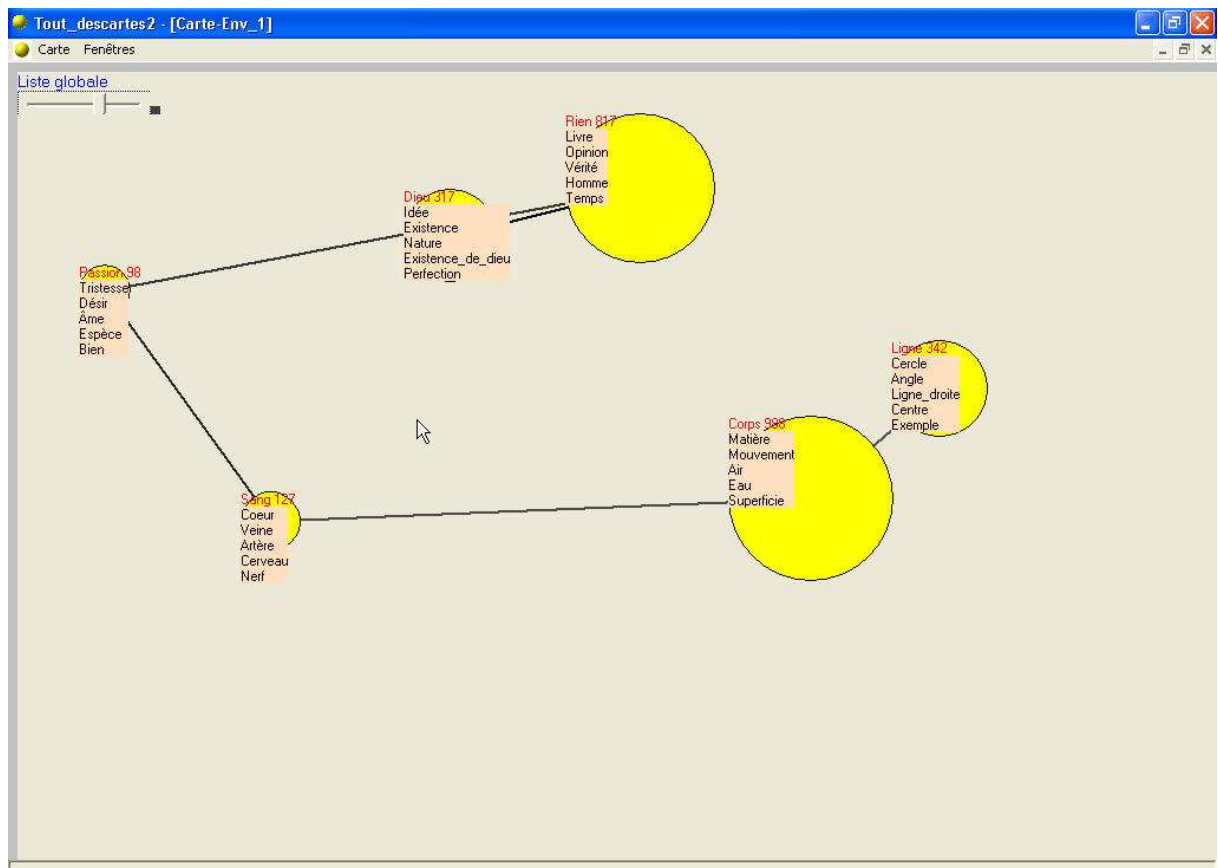 Tout_descartes2 - [Carte-Env_1]
Carte Fenêtres
Liste globale
Rien 817
Livre
Opinion
Vérité
Homme
Temps
Dieu 317
Idée
Existence
Nature
Existence_de_dieu
Perfection
Passion 98
Tristesse
Désir
Âme
Espèce
Bien
Ligne 342
Cercle
Angle
Ligne_droite
Centre
Exemple
Corps 998
Matière
Mouvement
Air
Eau
Superficie
Sang 127
Coeur
Veine
Artère
Cerveau
Nerf